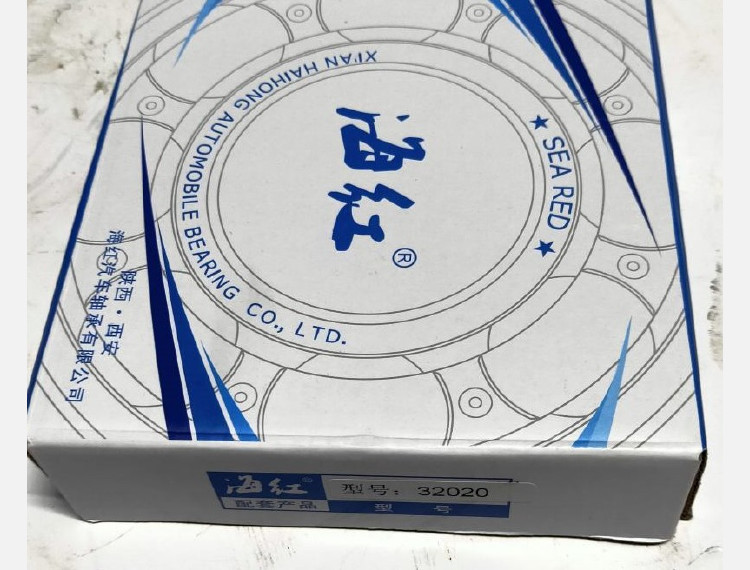 XI'AN HAIHONG AUTOMOBILE BEARING CO., LTD.
★ SEA RED ★
海红®
陕西·西安
海红汽车轴承有限公司
海红®
型号：32020
配套产品
型 号